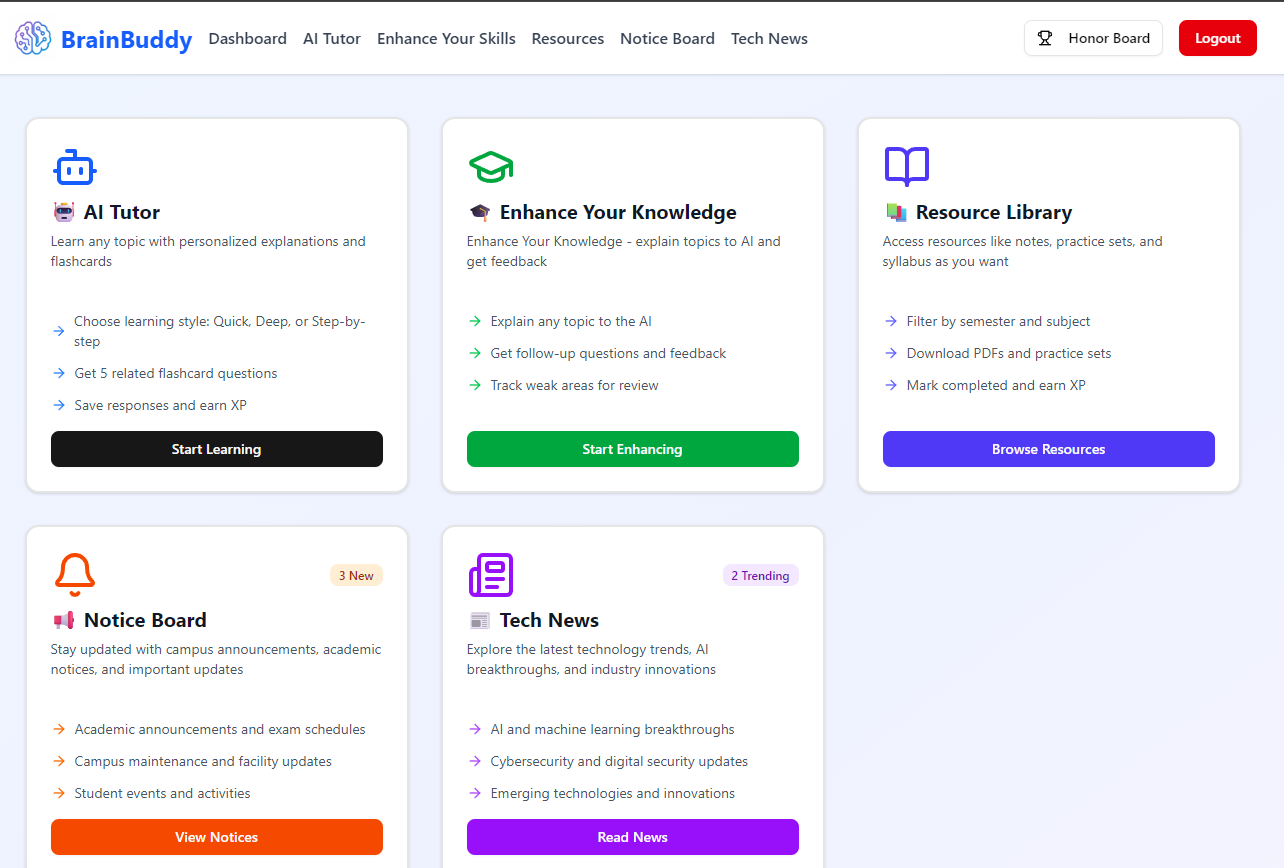 BrainBuddy Dashboard AI Tutor Enhance Your Skills Resources Notice Board Tech News Honor Board Logout
AI Tutor
Learn any topic with personalized explanations and
flashcards
Choose learning style: Quick, Deep, or Step-by-
step
Get 5 related flashcard questions
Save responses and earn XP
Start Learning
Enhance Your Knowledge
Enhance Your Knowledge - explain topics to AI and
get feedback
Explain any topic to the AI
Get follow-up questions and feedback
Track weak areas for review
Start Enhancing
Resource Library
Access resources like notes, practice sets, and
syllabus as you want
Filter by semester and subject
Download PDFs and practice sets
Mark completed and earn XP
Browse Resources
3 New
Notice Board
Stay updated with campus announcements, academic
notices, and important updates
Academic announcements and exam schedules
Campus maintenance and facility updates
Student events and activities
View Notices
2 Trending
Tech News
Explore the latest technology trends, AI
breakthroughs, and industry innovations
AI and machine learning breakthroughs
Cybersecurity and digital security updates
Emerging technologies and innovations
Read News